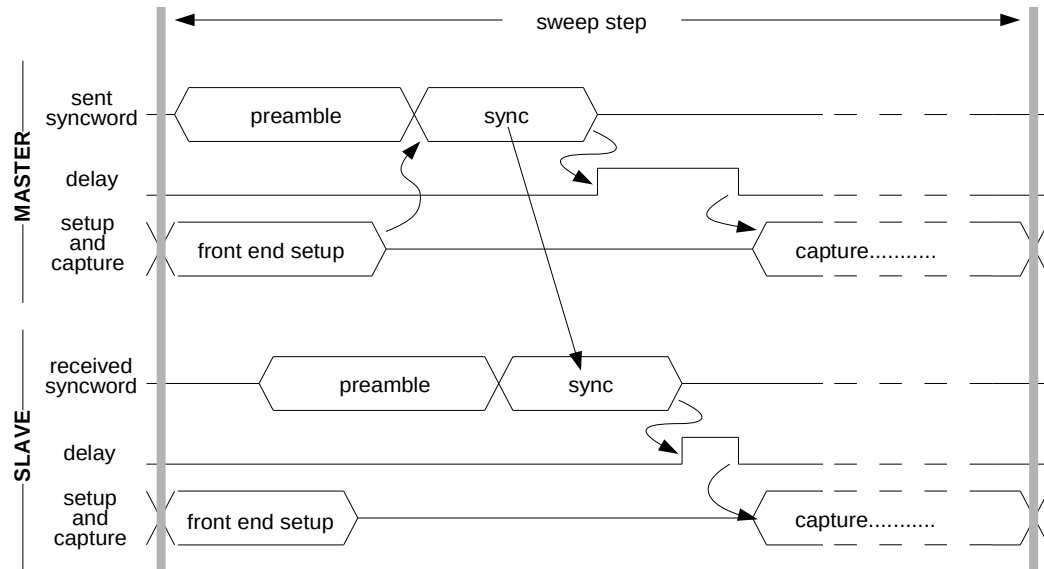 sweep step
MASTER
sent
syncword
preamble
sync
delay
setup
and
capture
front end setup
capture...........
SLAVE
received
syncword
preamble
sync
delay
setup
and
capture
front end setup
capture...........